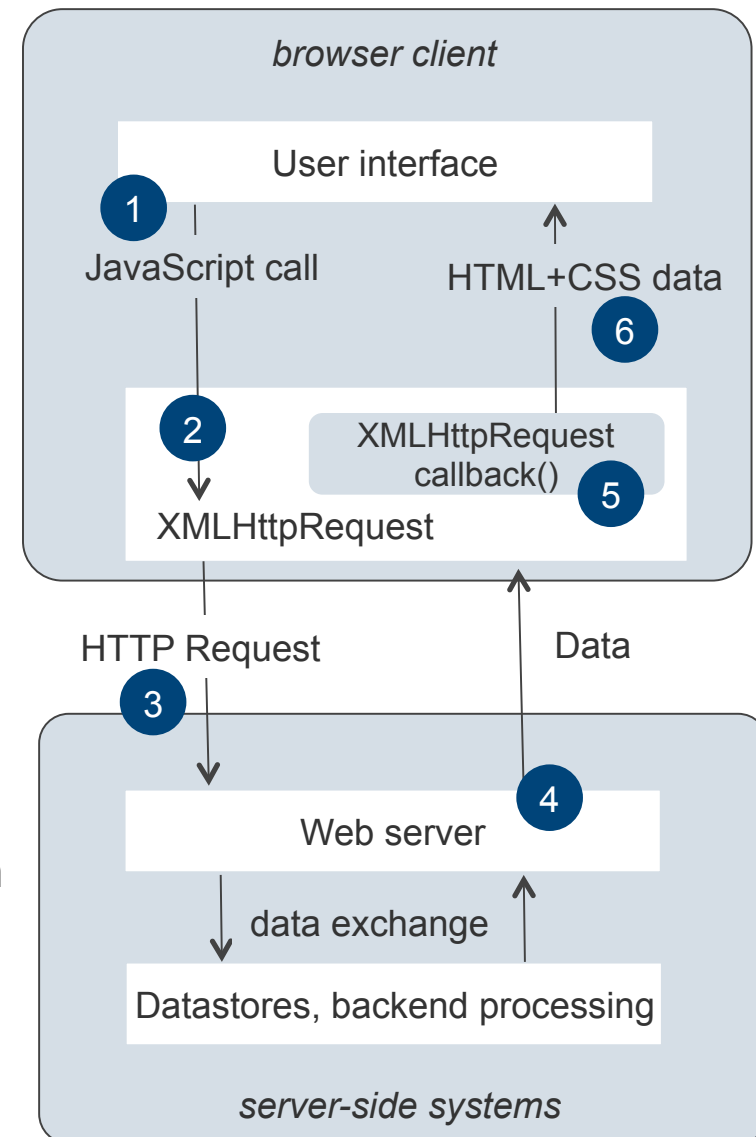 browser client
User interface
1
JavaScript call
HTML+CSS data
6
2
XMLHttpRequest
callback()
5
XMLHttpRequest
HTTP Request
Data
3
4
Web server
data exchange
Datastores, backend processing
server-side systems